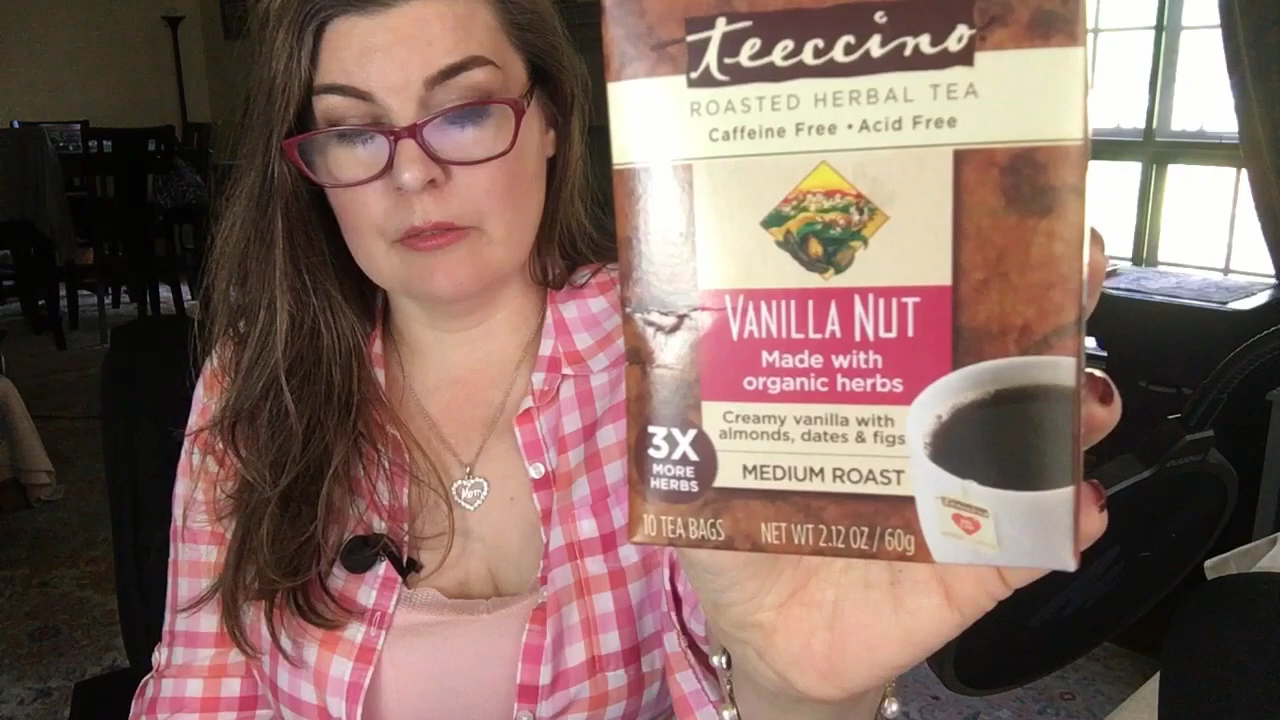 teeccino
ROASTED HERBAL TEA
Caffeine Free • Acid Free
VANILLA NUT
Made with
organic herbs
Creamy vanilla with
almonds, dates & figs
3X
MORE
HERBS
MEDIUM ROAST
10 TEA BAGS NET WT 2.12 OZ / 60g
Mom